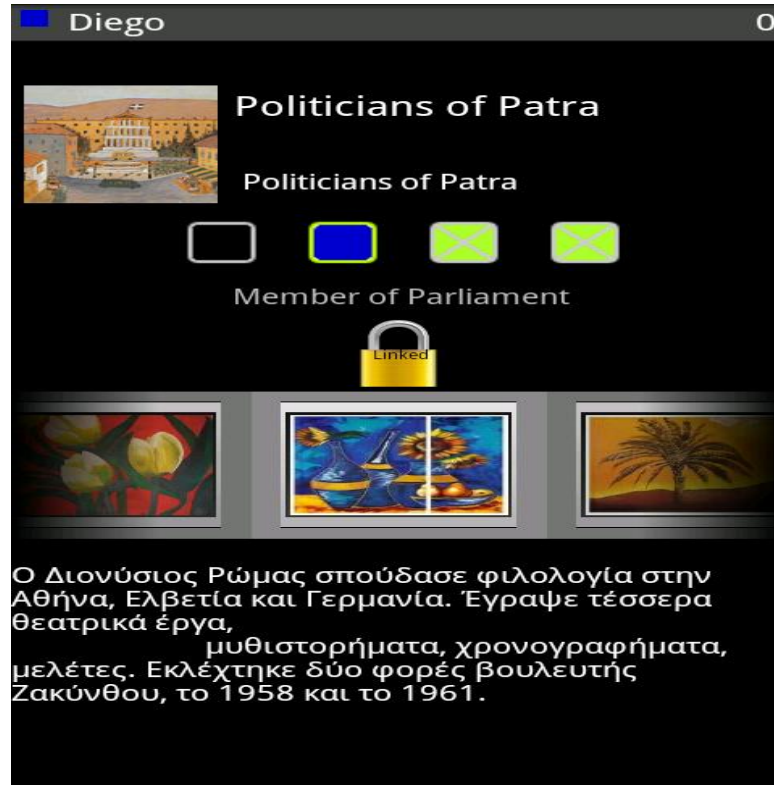 Diego 0
Politicians of Patra
Politicians of Patra
Member of Parliament
Linked
Ο Διονύσιος Ρώμας σπούδασε φιλολογία στην
Αθήνα, Ελβετία και Γερμανία. Έγραψε τέσσερα
θεατρικά έργα,
μυθιστορήματα, χρονογραφήματα,
μελέτες. Εκλέχτηκε δύο φορές βουλευτής
Ζακύνθου, το 1958 και το 1961.